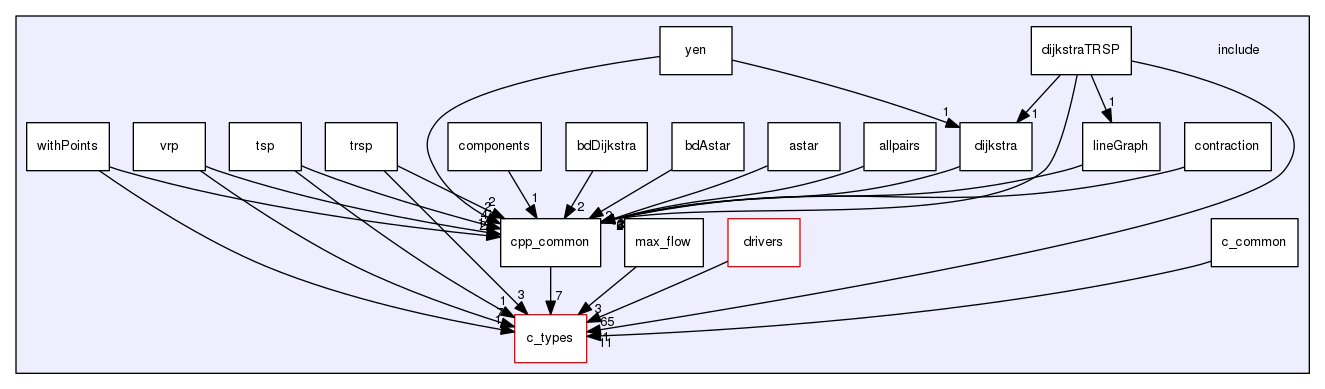 yen
dijkstraTRSP
include
1
1
1
withPoints
vrp
tsp
trsp
components
bdDijkstra
bdAstar
astar
allpairs
dijkstra
lineGraph
contraction
2
2
1
2
2
cpp_common
max_flow
drivers
c_common
7
3
1
3
65
1
11
c_types